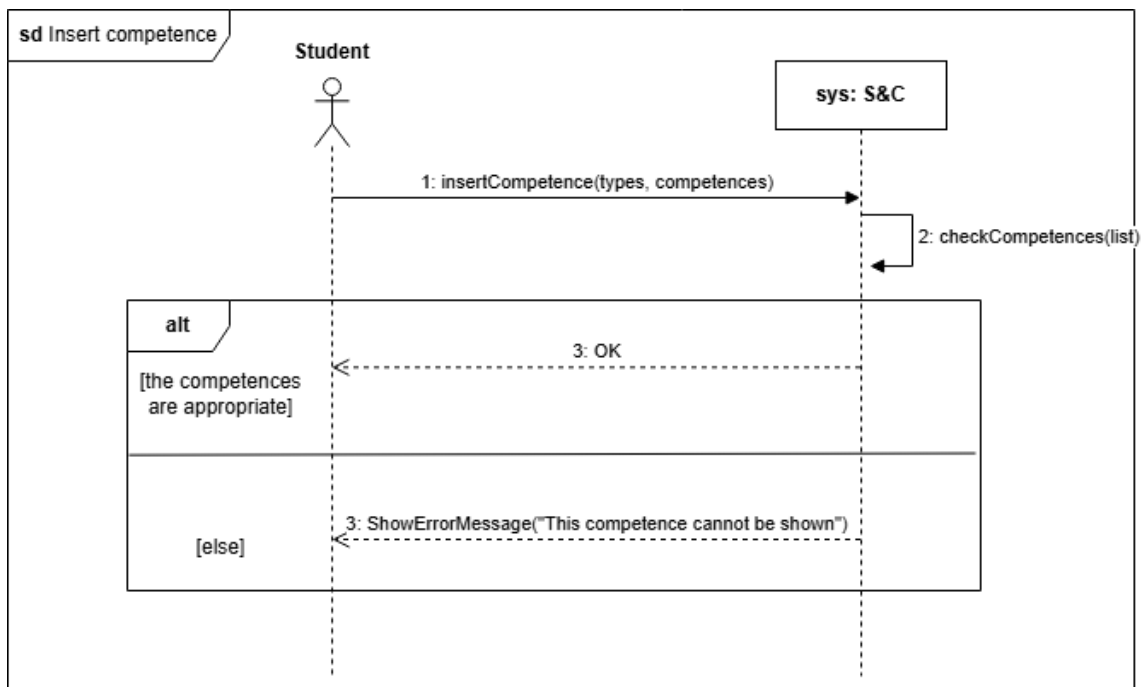 sd Insert competence
Student
sys: S&C
1: insertCompetence(types, competences)
2: checkCompetences(list)
alt
3: OK
[the competences
are appropriate]
3: ShowErrorMessage("This competence cannot be shown")
[else]